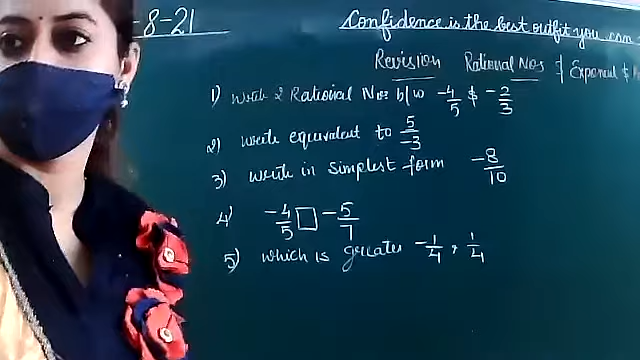 -8-21
Confidence is the best outfit you can
Revision Rational Nos & Exponent &
1) Write 2 Rational Nos b/w -4/5 & -2/3
2) write equivalent to 5/-3
3) write in simplest form -8/10
4) -4/5 □ -5/7
5) which is greater -1/4, 1/4